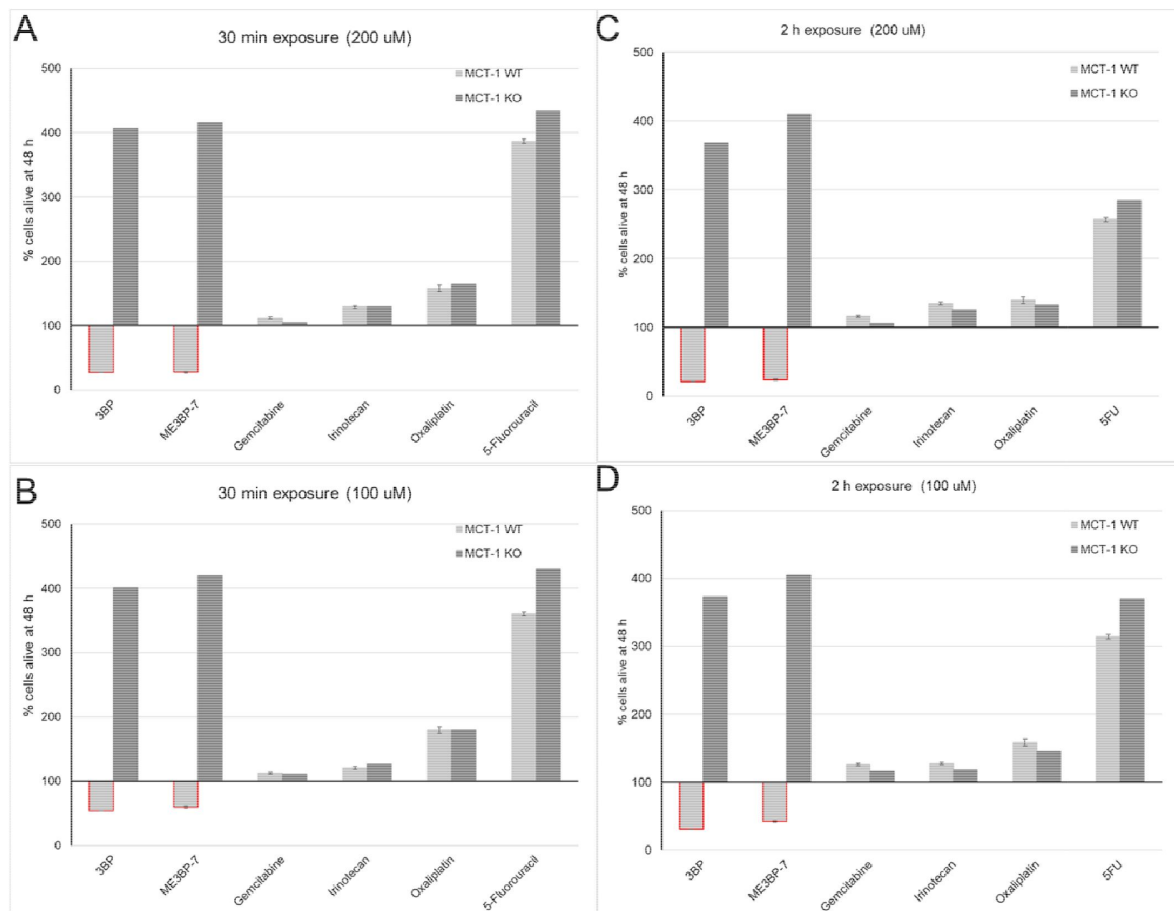 A
30 min exposure (200 uM)
MCT-1 WT
MCT-1 KO
% cells alive at 48 h
500
400
300
200
100
0
3BP
ME3BP-7
Gemcitabine
Irinotecan
Oxaliplatin
5-Fluorouracil
B
30 min exposure (100 uM)
MCT-1 WT
MCT-1 KO
% cells alive at 48 h
500
400
300
200
100
0
3BP
ME3BP-7
Gemcitabine
Irinotecan
Oxaliplatin
5-Fluorouracil
C
2 h exposure (200 uM)
MCT-1 WT
MCT-1 KO
% cells alive at 48 h
500
400
300
200
100
0
3BP
ME3BP-7
Gemcitabine
Irinotecan
Oxaliplatin
5FU
D
2 h exposure (100 uM)
MCT-1 WT
MCT-1 KO
% cells alive at 48 h
500
400
300
200
100
0
3BP
ME3BP-7
Gemcitabine
Irinotecan
Oxaliplatin
5FU